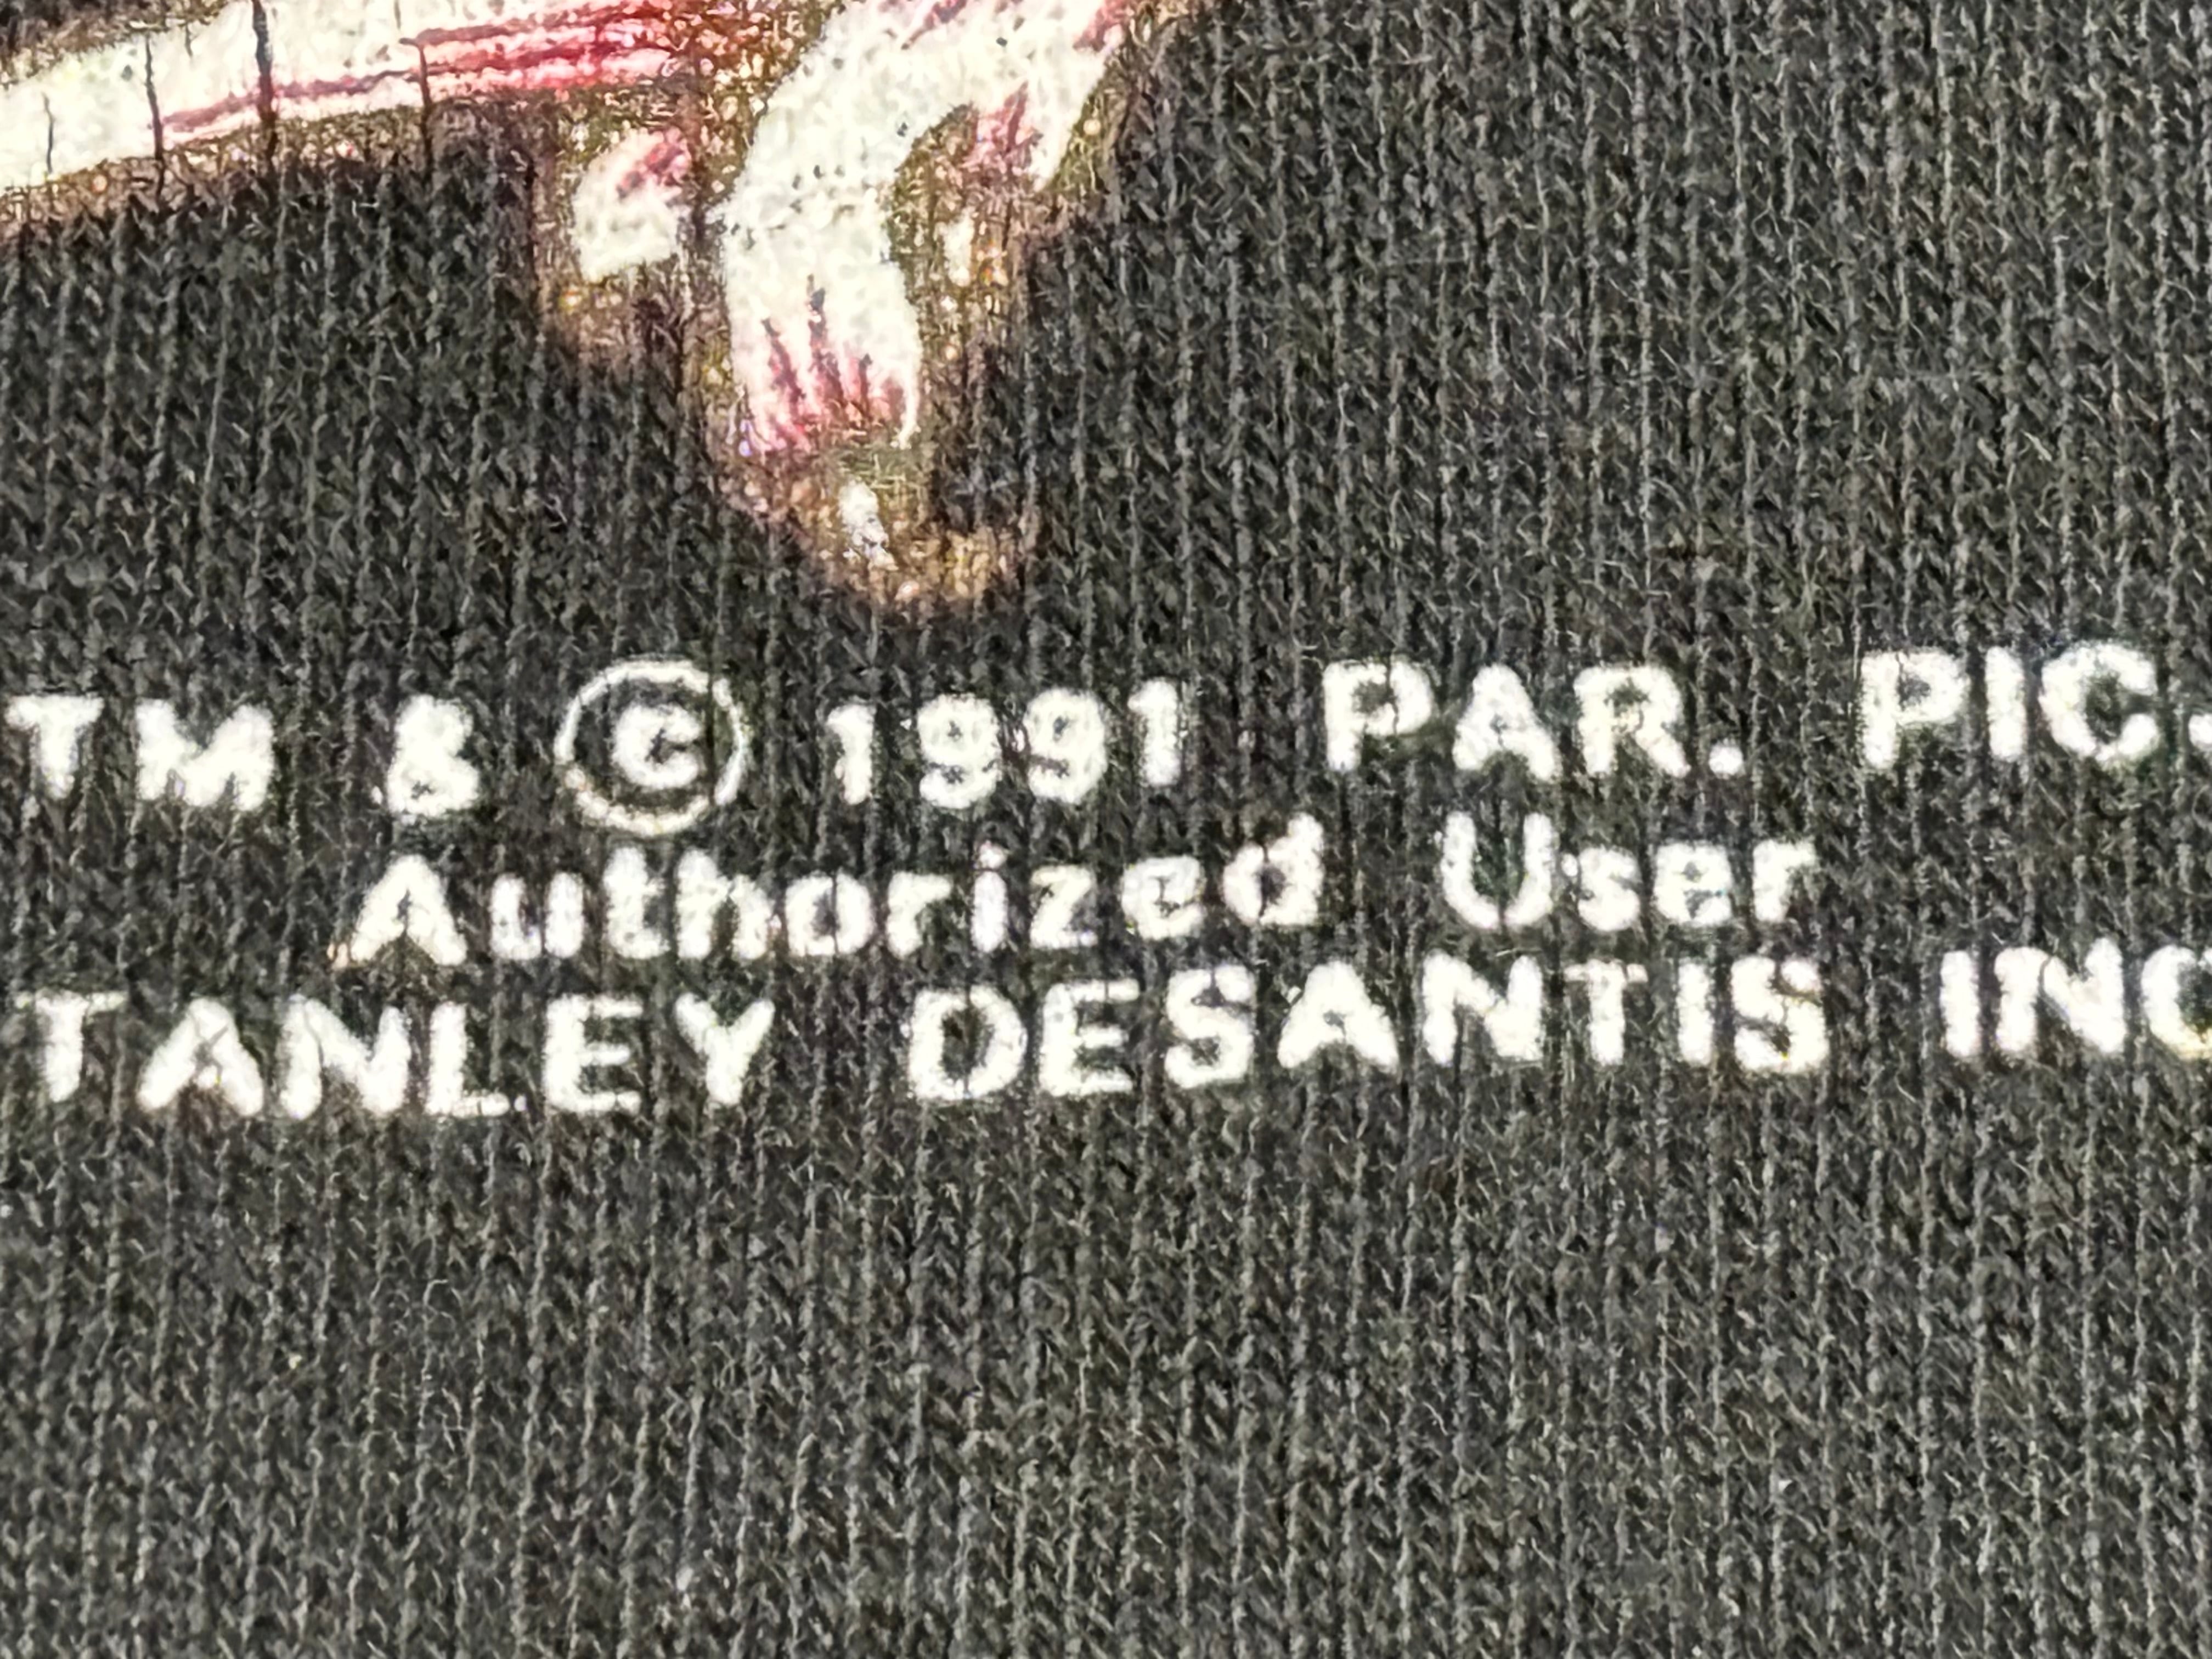 TM & © 1991 PAR. PIC.
Authorized User
TANLEY DESANTIS INC